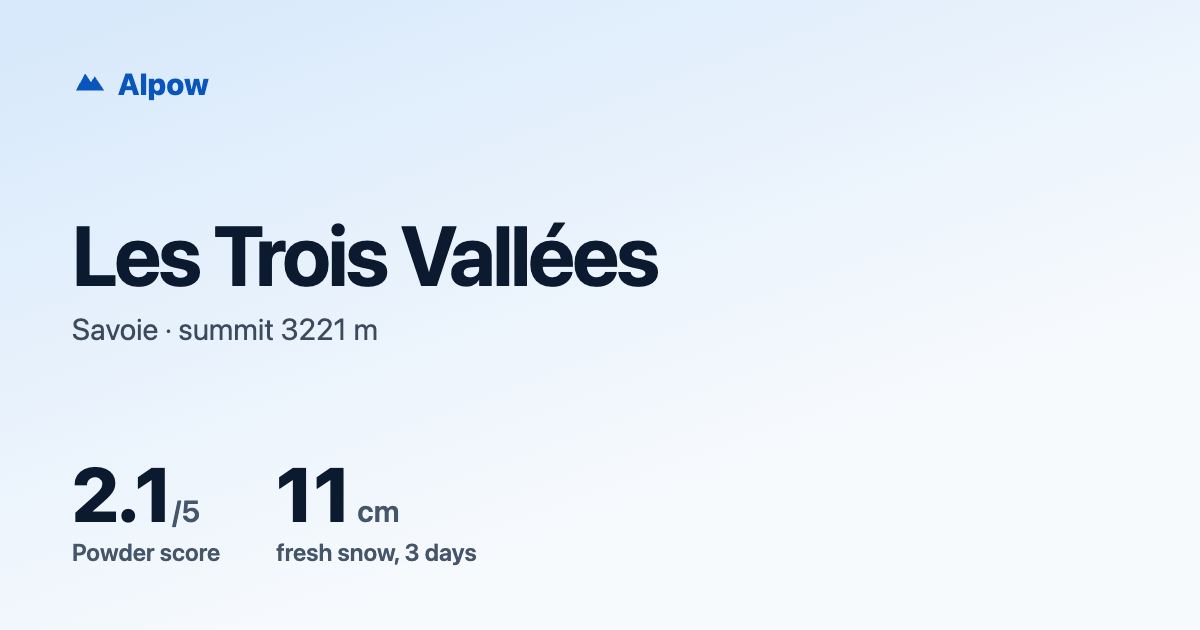 Alpow
Les Trois Vallées
Savoie · summit 3221 m
2.1/5 11 cm
Powder score fresh snow, 3 days